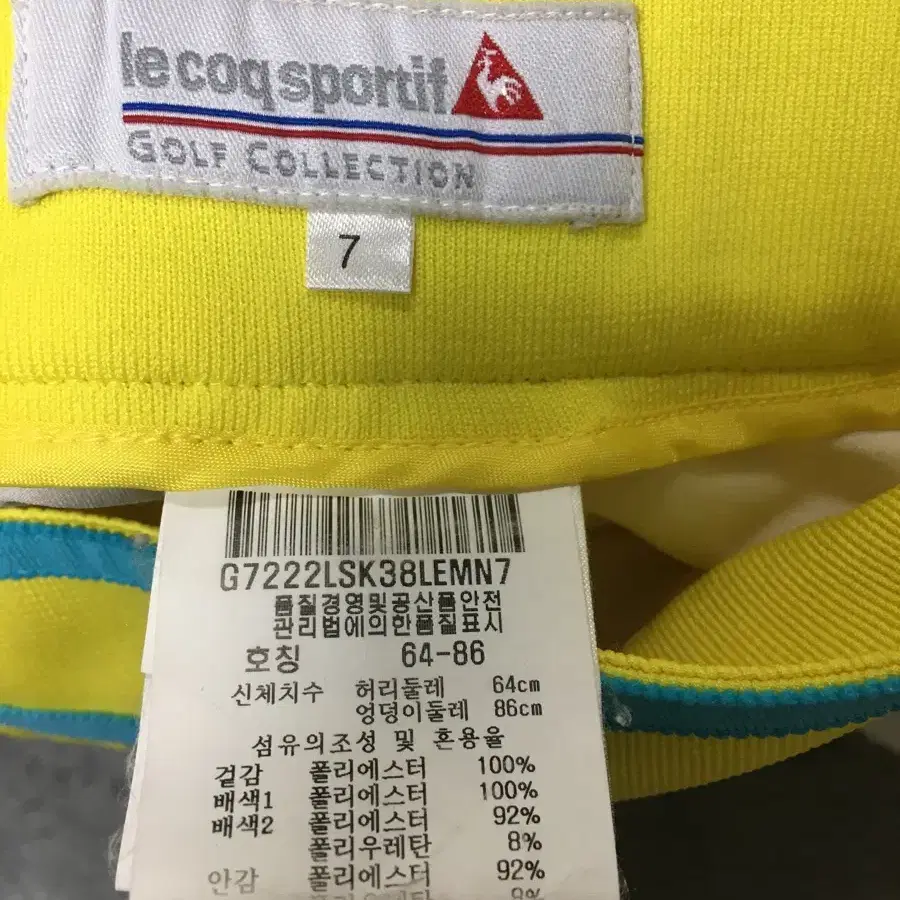 le coq sportif
GOLF COLLECTION
7
G7222LSK38LEMN7
품질경영및공산품안전
관리법에의한품질표시
호칭 64-86
신체치수 허리둘레 64cm
엉덩이둘레 86cm
섬유의조성 및 혼용율
겉감 폴리에스터 100%
배색1 폴리에스터 100%
배색2 폴리에스터 92%
폴리우레탄 8%
안감 폴리에스터 92%